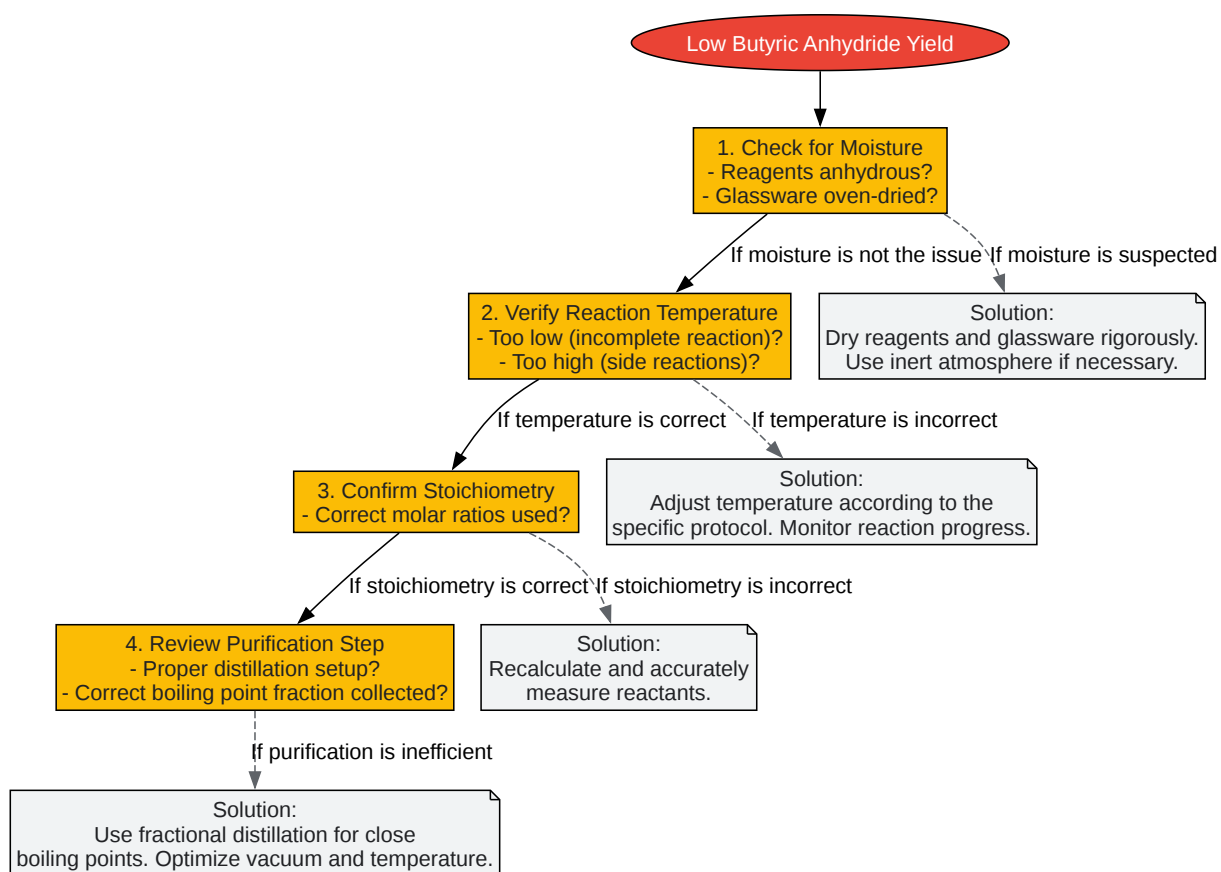 Low Butyric Anhydride Yield
1. Check for Moisture
- Reagents anhydrous?
- Glassware oven-dried?
If moisture is not the issue
If moisture is suspected
2. Verify Reaction Temperature
- Too low (incomplete reaction)?
- Too high (side reactions)?
Solution:
Dry reagents and glassware rigorously.
Use inert atmosphere if necessary.
If temperature is correct
If temperature is incorrect
3. Confirm Stoichiometry
- Correct molar ratios used?
Solution:
Adjust temperature according to the
specific protocol. Monitor reaction progress.
If stoichiometry is correct
If stoichiometry is incorrect
4. Review Purification Step
- Proper distillation setup?
- Correct boiling point fraction collected?
Solution:
Recalculate and accurately
measure reactants.
If purification is inefficient
Solution:
Use fractional distillation for close
boiling points. Optimize vacuum and temperature.